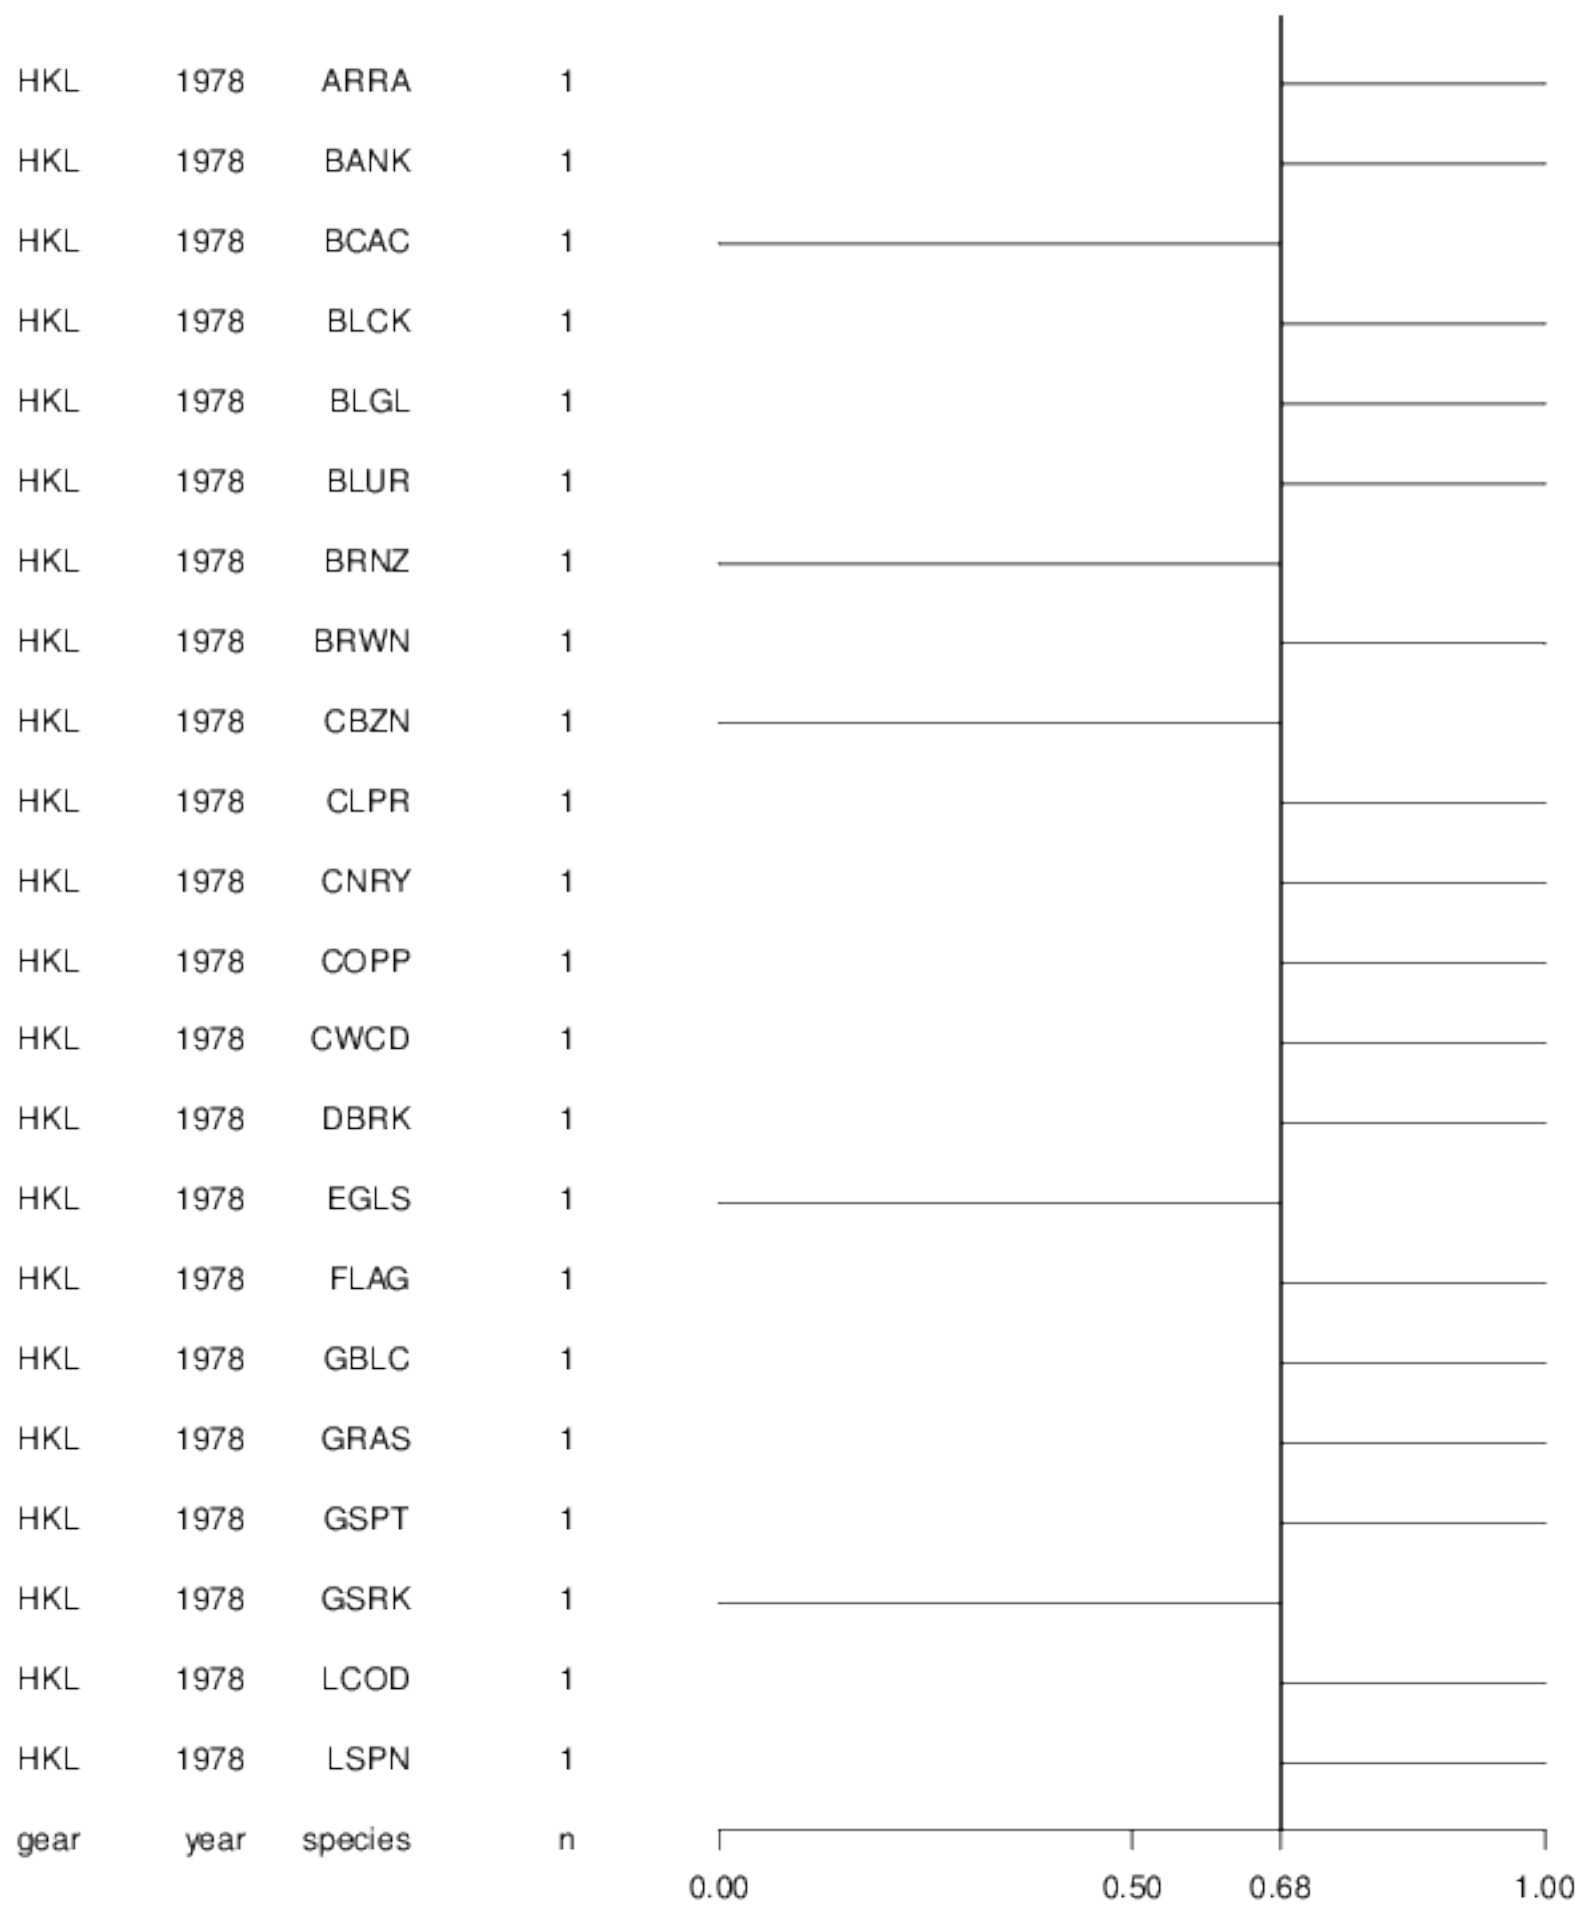 HKL 1978 ARRA 1
HKL 1978 BANK 1
HKL 1978 BCAC 1
HKL 1978 BLCK 1
HKL 1978 BLGL 1
HKL 1978 BLUR 1
HKL 1978 BRNZ 1
HKL 1978 BRWN 1
HKL 1978 CBZN 1
HKL 1978 CLPR 1
HKL 1978 CNRY 1
HKL 1978 COPP 1
HKL 1978 CWCD 1
HKL 1978 DBRK 1
HKL 1978 EGLS 1
HKL 1978 FLAG 1
HKL 1978 GBLC 1
HKL 1978 GRAS 1
HKL 1978 GSPT 1
HKL 1978 GSRK 1
HKL 1978 LCOD 1
HKL 1978 LSPN 1
gear year species n
0.00 0.50 0.68 1.00